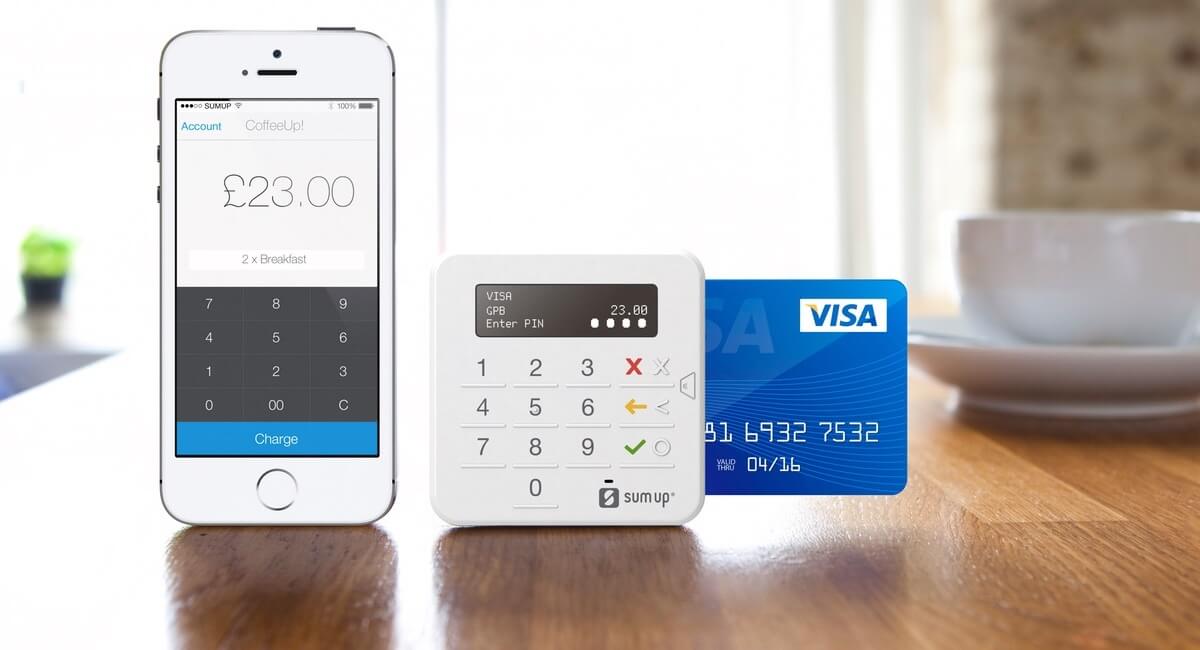 ●●●○○ SUMUP 100%
Account CoffeeUp!
£23.00
2 x Breakfast
7 8 9
4 5 6
1 2 3
0 00 C
Charge
VISA
GPB 23.00
Enter PIN
1 2 3
4 5 6
7 8 9
0
sumup®
VISA
81 6932 7532
VALID
THRU 04/16